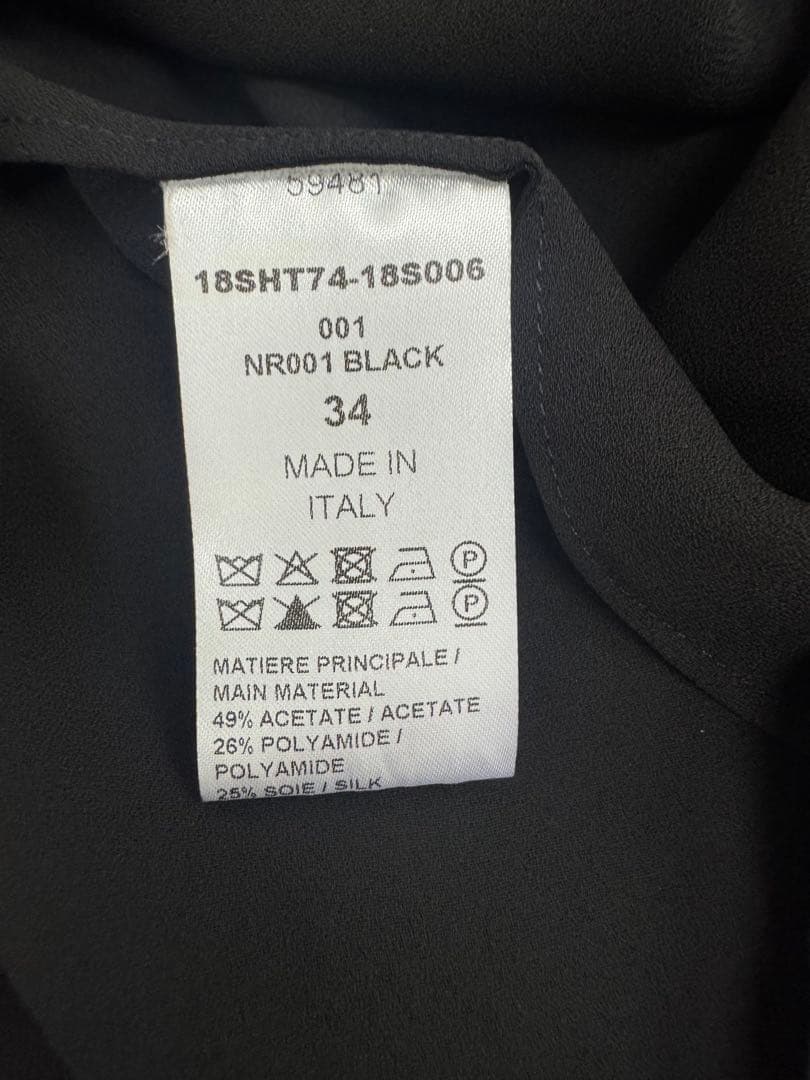 59481
18SHT74-18S006
001
NR001 BLACK
34
MADE IN
ITALY
P
P
MATIERE PRINCIPALE /
MAIN MATERIAL
49% ACETATE / ACETATE
26% POLYAMIDE /
POLYAMIDE
25% SOIE / SILK